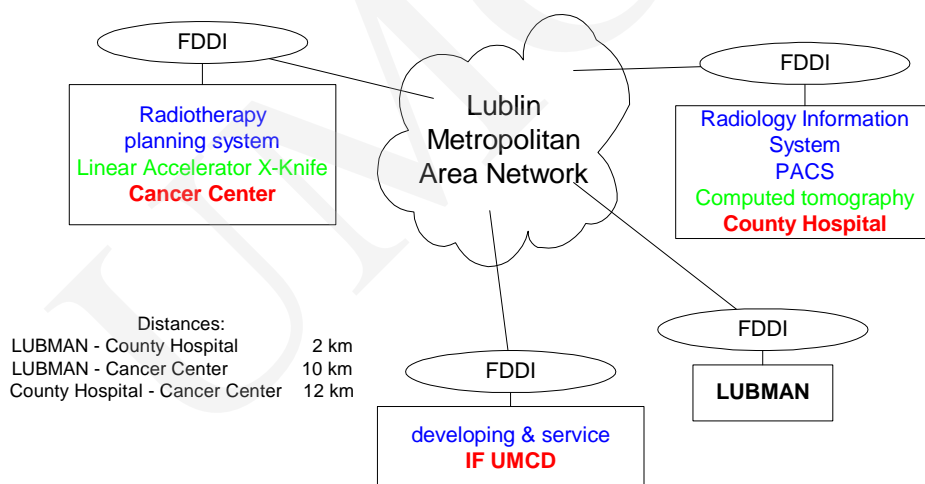 FDDI
Radiotherapy
planning system
Linear Accelerator X-Knife
Cancer Center
Lublin
Metropolitan
Area Network
FDDI
Radiology Information
System
PACS
Computed tomography
County Hospital
Distances:
LUBMAN - County Hospital 2 km
LUBMAN - Cancer Center 10 km
County Hospital - Cancer Center 12 km
FDDI
developing & service
IF UMCD
FDDI
LUBMAN